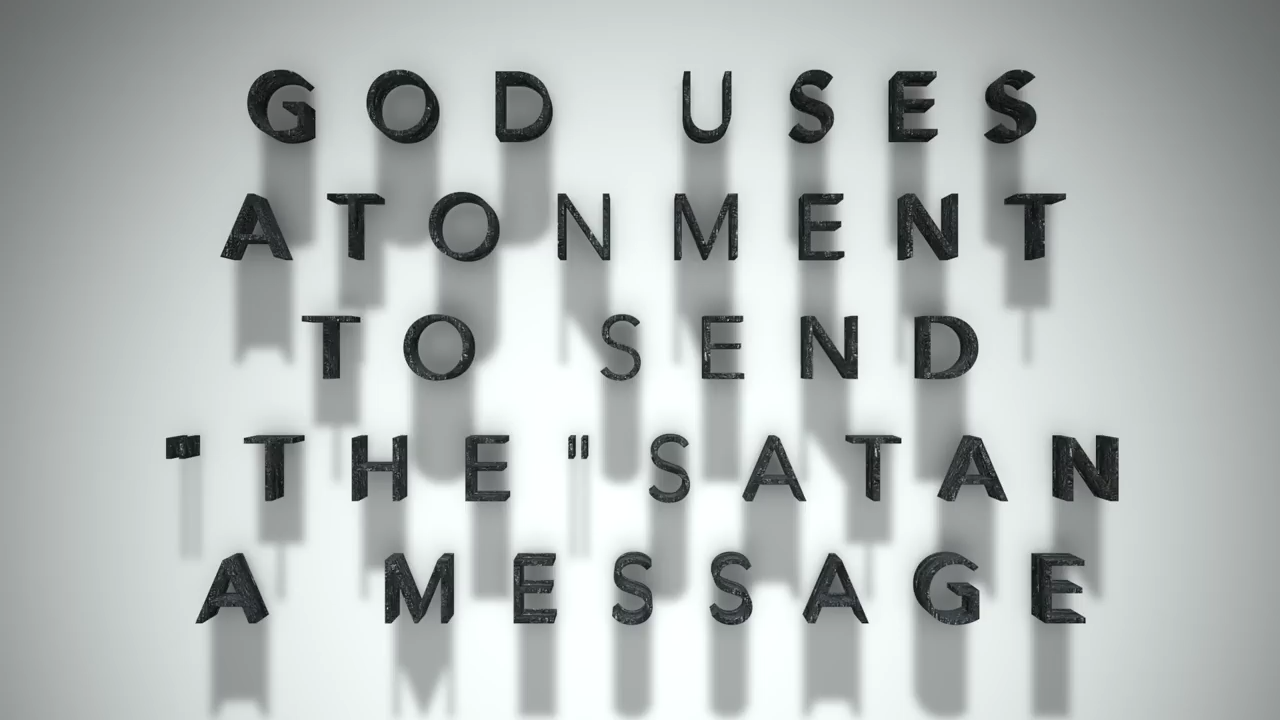 GOD USES
ATONMENT
TO SEND
"THE"SATAN
A MESSAGE